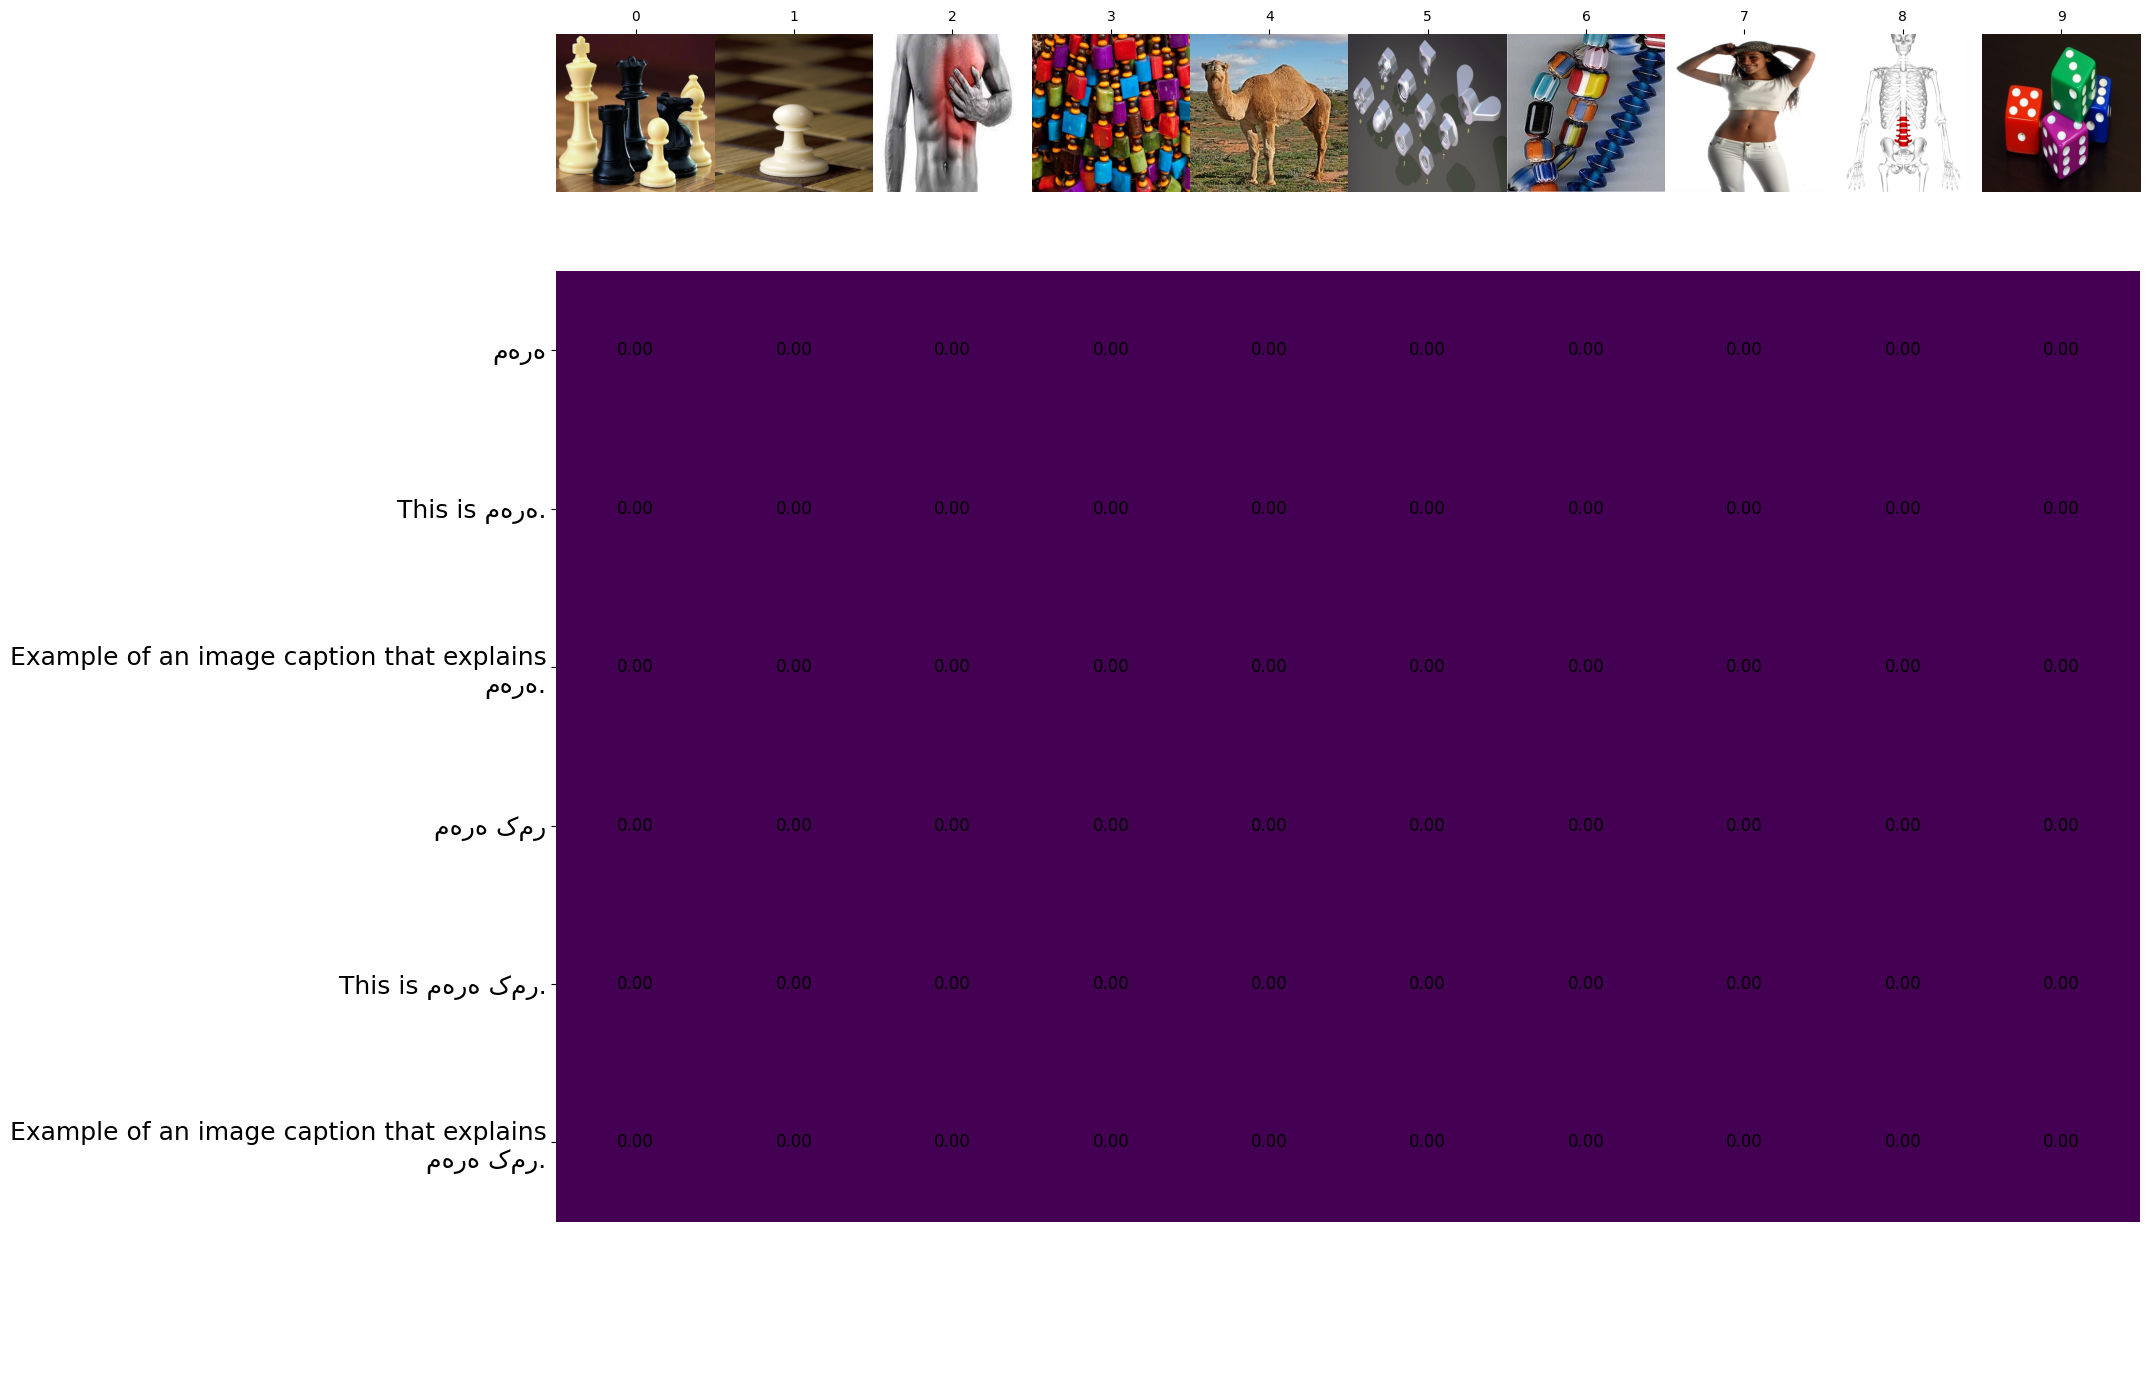 0 1 2 3 4 5 6 7 8 9
مهره 0.00 0.00 0.00 0.00 0.00 0.00 0.00 0.00 0.00 0.00
This is مهره. 0.00 0.00 0.00 0.00 0.00 0.00 0.00 0.00 0.00 0.00
Example of an image caption that explains
مهره. 0.00 0.00 0.00 0.00 0.00 0.00 0.00 0.00 0.00 0.00
مهره کمر 0.00 0.00 0.00 0.00 0.00 0.00 0.00 0.00 0.00 0.00
This is مهره کمر. 0.00 0.00 0.00 0.00 0.00 0.00 0.00 0.00 0.00 0.00
Example of an image caption that explains
مهره کمر. 0.00 0.00 0.00 0.00 0.00 0.00 0.00 0.00 0.00 0.00